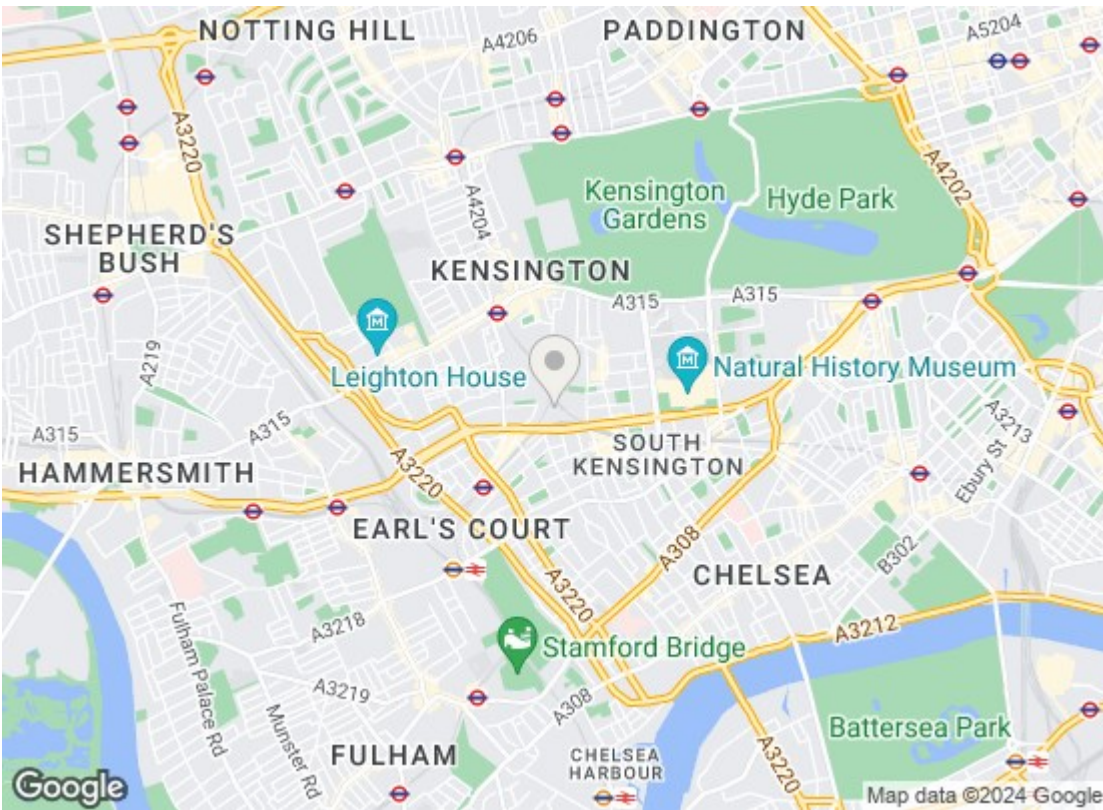 NOTTING HILL
PADDINGTON
A4206
A5204
A3220
A4202
A4204
Kensington
Gardens
Hyde Park
SHEPHERD'S
BUSH
KENSINGTON
A315
A315
A219
Leighton House
Natural History Museum
A315
A315
A3213
HAMMERSMITH
SOUTH
KENSINGTON
Ebury St
A3220
EARL'S COURT
A308
B302
CHELSEA
A3220
A3218
A3212
Fulham Palace Rd
Stamford Bridge
A3219
Munster Rd
A308
Battersea Park
FULHAM
CHELSEA
HARBOUR
A3220
Google
Map data ©2024 Google